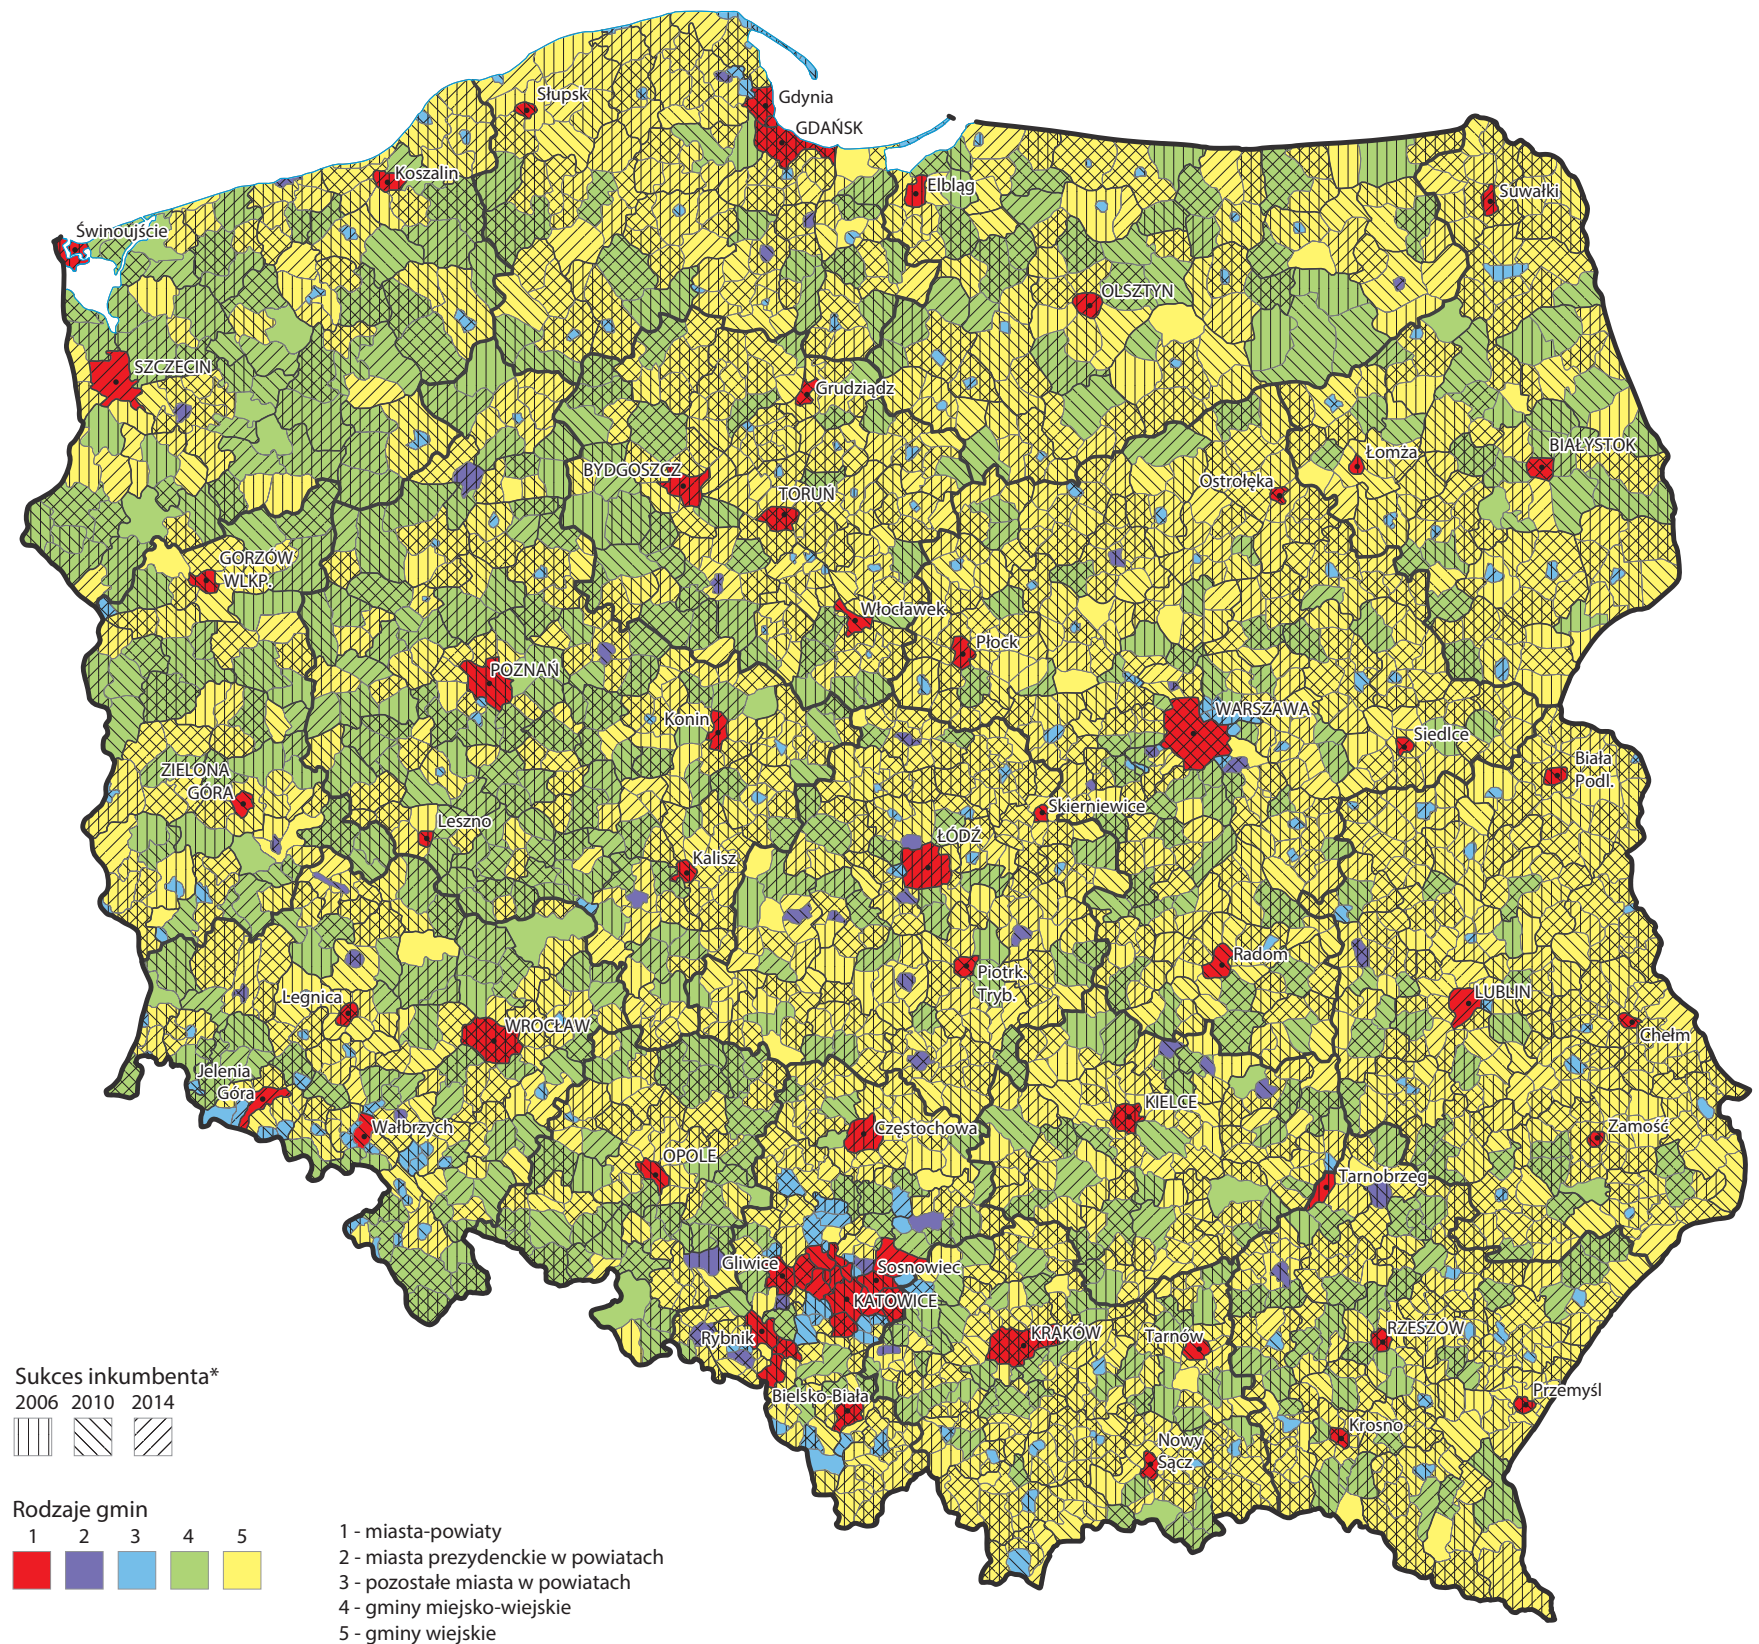 Słupsk
Gdynia
GDAŃSK
Koszalin
Elbląg
Suwałki
Świnoujście
OLSZTYN
SZCZECIN
Grudziądz
BIAŁYSTOK
Łomża
BYDGOSZCZ
Ostrołęka
TORUŃ
GORZÓW
WLKP.
Włocławek
Płock
POZNAŃ
Konin
WARSZAWA
Siedlce
Biała
Podl.
ZIELONA
GÓRA
Skierniewice
Leszno
ŁÓDŹ
Kalisz
Radom
Piotrk.
Tryb.
Legnica
LUBLIN
WROCŁAW
Chełm
Jelenia
Góra
KIELCE
Wałbrzych
Częstochowa
Zamość
OPOLE
Tarnobrzeg
Gliwice
Sosnowiec
KATOWICE
Rybnik
KRAKÓW
Tarnów
RZESZÓW
Bielsko-Biała
Przemyśl
Krosno
Nowy
Sącz
Sukces inkumbenta*
2006 2010 2014
Rodzaje gmin
1 2 3 4 5
1 - miasta-powiaty
2 - miasta prezydenckie w powiatach
3 - pozostałe miasta w powiatach
4 - gminy miejsko-wiejskie
5 - gminy wiejskie